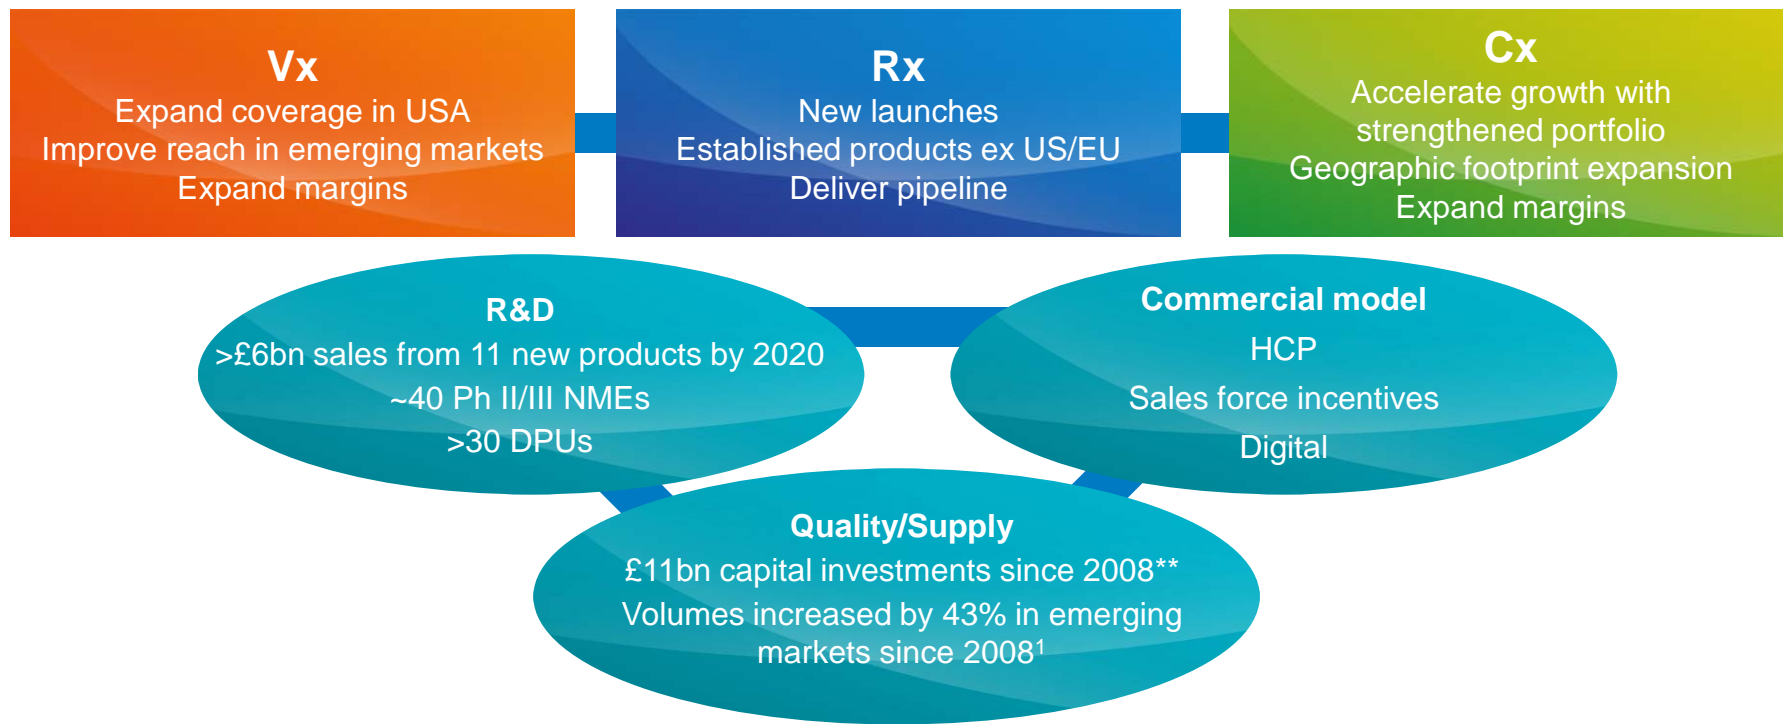 Vx
Expand coverage in USA
Improve reach in emerging markets
Expand margins
Rx
New launches
Established products ex US/EU
Deliver pipeline
Cx
Accelerate growth with
strengthened portfolio
Geographic footprint expansion
Expand margins
R&D
>£6bn sales from 11 new products by 2020
~40 Ph II/III NMEs
>30 DPUs
Commercial model
HCP
Sales force incentives
Digital
Quality/Supply
£11bn capital investments since 2008**
Volumes increased by 43% in emerging
markets since 2008¹